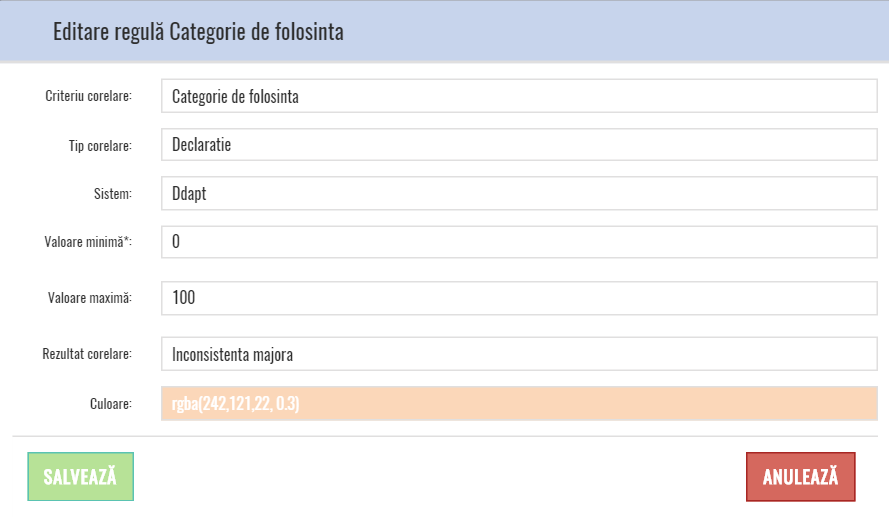 Editare regulă Categorie de folosinta
Criteriu corelare: Categorie de folosinta
Tip corelare: Declaratie
Sistem: Ddapt
Valoare minimă*: 0
Valoare maximă: 100
Rezultat corelare: Inconsistenta majora
Culoare: rgba(242,121,22, 0.3)
SALVEAZĂ ANULEAZĂ